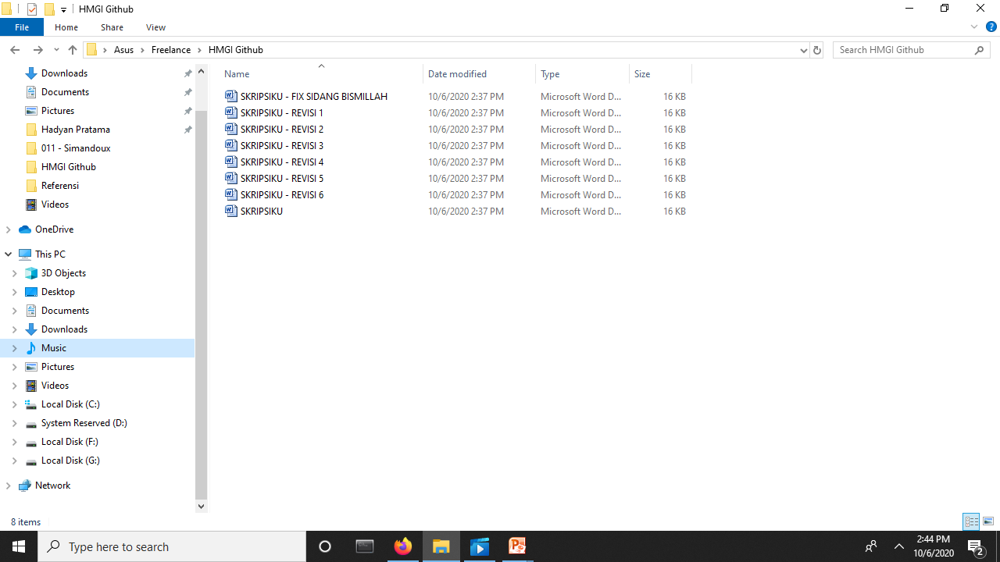 HMGI Github
File Home Share View
Asus Freelance HMGI Github Search HMGI Github
Downloads
Documents
Pictures
Hadyan Pratama
011 - Simandoux
HMGI Github
Referensi
Videos
OneDrive
This PC
3D Objects
Desktop
Documents
Downloads
Music
Pictures
Videos
Local Disk (C:)
System Reserved (D:)
Local Disk (F:)
Local Disk (G:)
Network
Name Date modified Type Size
SKRIPSIKU - FIX SIDANG BISMILLAH 10/6/2020 2:37 PM Microsoft Word D... 16 KB
SKRIPSIKU - REVISI 1 10/6/2020 2:37 PM Microsoft Word D... 16 KB
SKRIPSIKU - REVISI 2 10/6/2020 2:37 PM Microsoft Word D... 16 KB
SKRIPSIKU - REVISI 3 10/6/2020 2:37 PM Microsoft Word D... 16 KB
SKRIPSIKU - REVISI 4 10/6/2020 2:37 PM Microsoft Word D... 16 KB
SKRIPSIKU - REVISI 5 10/6/2020 2:37 PM Microsoft Word D... 16 KB
SKRIPSIKU - REVISI 6 10/6/2020 2:37 PM Microsoft Word D... 16 KB
SKRIPSIKU 10/6/2020 2:37 PM Microsoft Word D... 16 KB
8 items
Type here to search
2:44 PM
10/6/2020
2